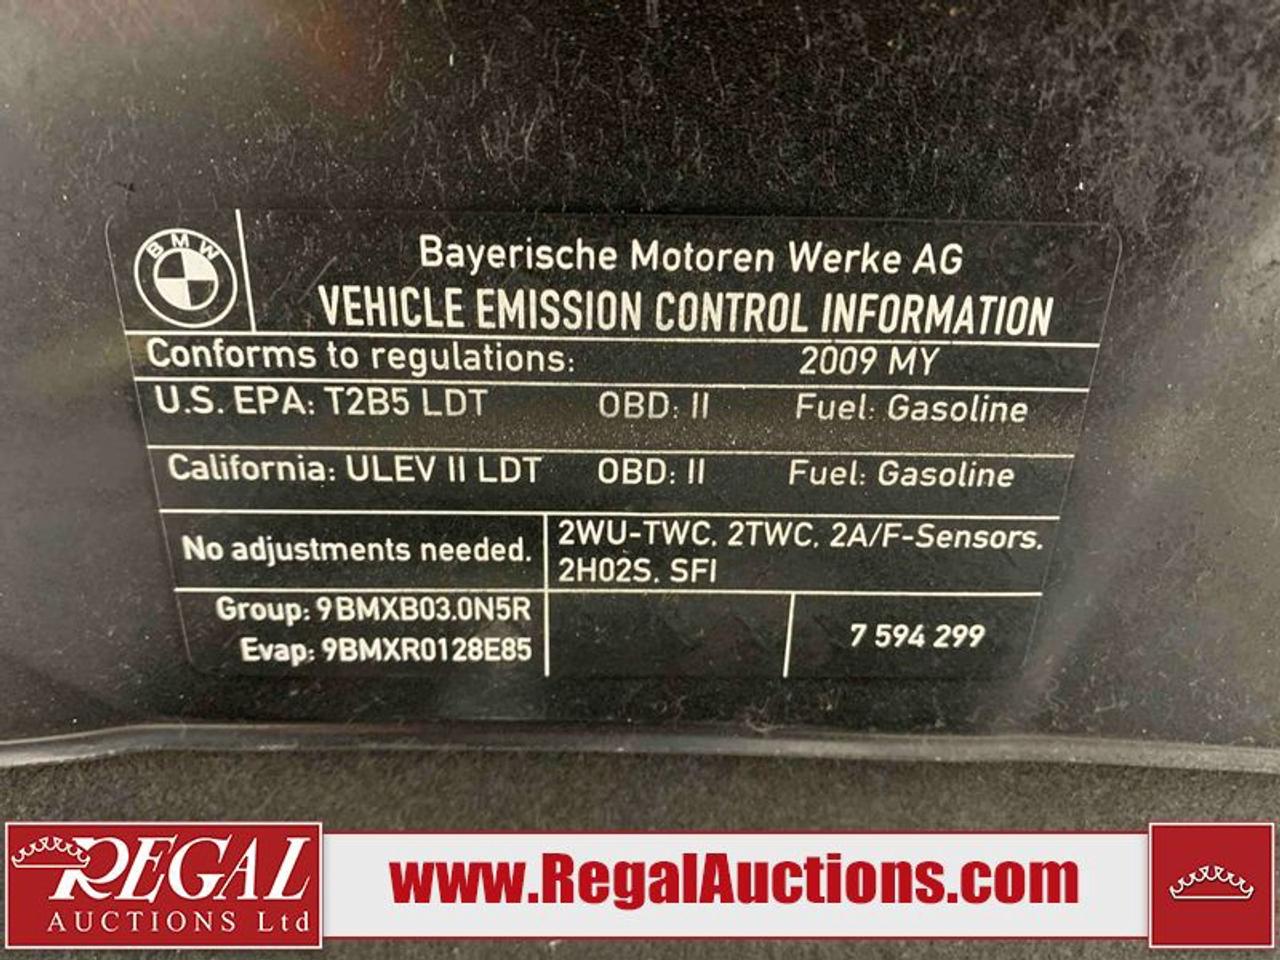 BMW
Bayerische Motoren Werke AG
VEHICLE EMISSION CONTROL INFORMATION
Conforms to regulations: 2009 MY
U.S. EPA: T2B5 LDT OBD: II Fuel: Gasoline
California: ULEV II LDT OBD: II Fuel: Gasoline
No adjustments needed.
2WU-TWC, 2TWC, 2A/F-Sensors,
2HO2S, SFI
Group: 9BMXB03.0N5R
Evap: 9BMXR0128E85
7 594 299
REGAL
AUCTIONS Ltd
www.RegalAuctions.com